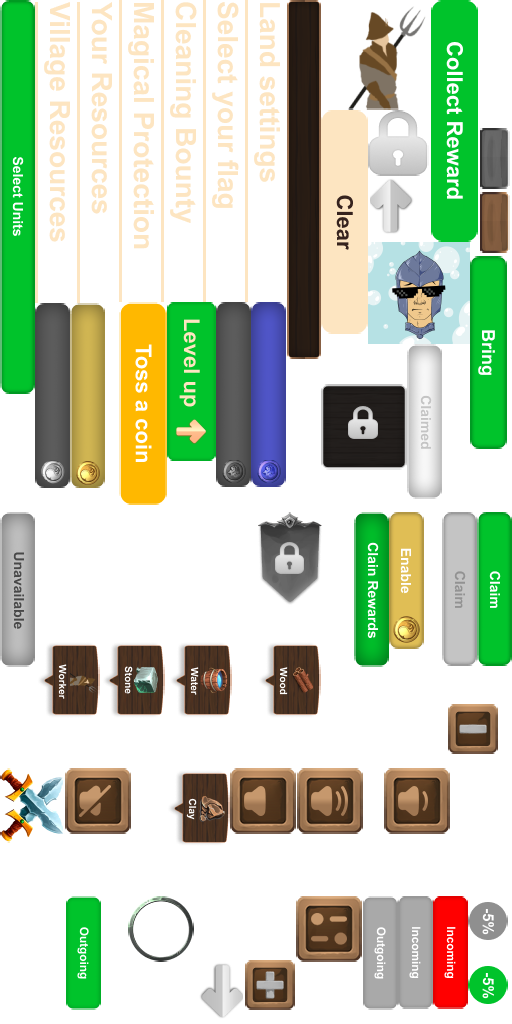 Collect Reward
Bring
Clear
Claimed
Land settings
Select your flag
Cleaning Bounty
Magical Protection
Your Resources
Village Resources
Select Units
Level up
Toss a coin
Claim
Claim
Enable
Clain Rewards
Unavailable
Wood
Water
Stone
Worker
Clay
-5%
-5%
Incoming
Incoming
Outgoing
Outgoing